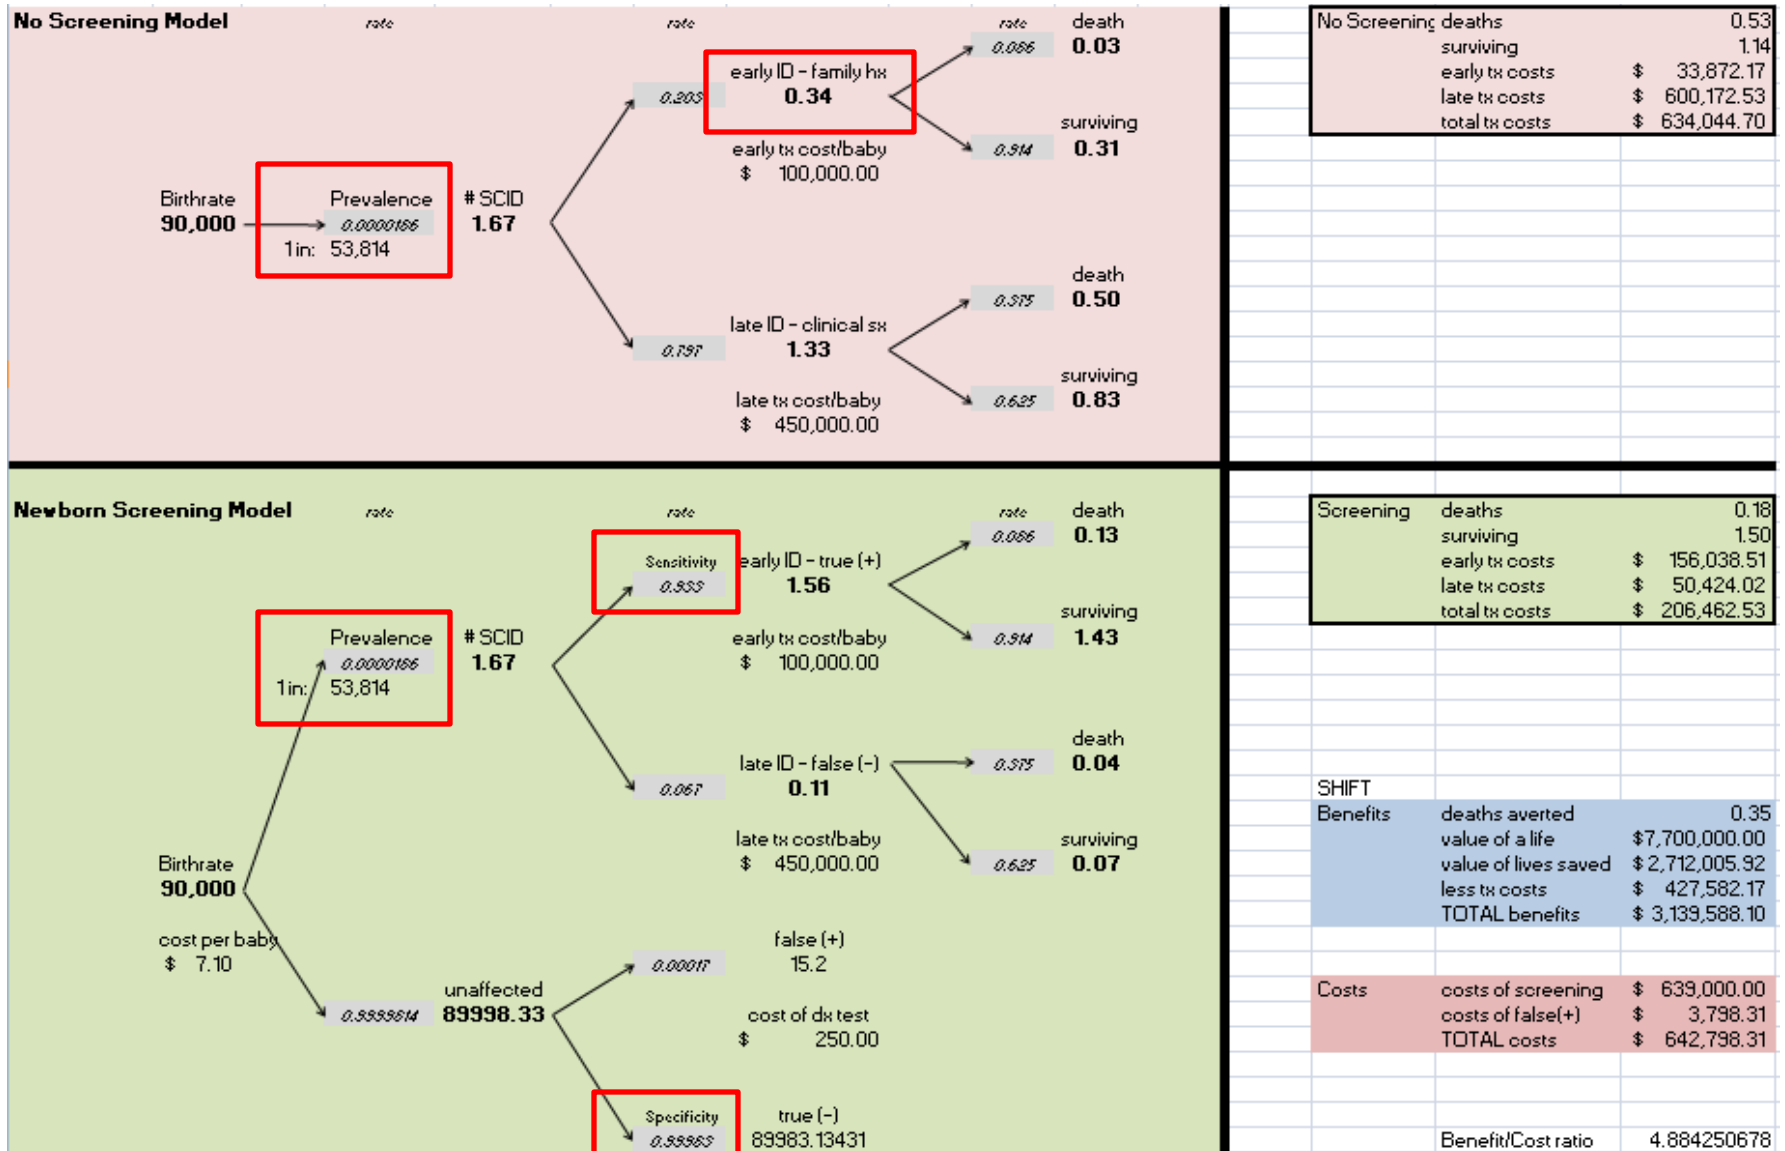 No Screening Model rate rate rate death
0.086 0.03
early ID - family hx
0.203 0.34
surviving
early tx cost/baby 0.914 0.31
$ 100,000.00
Birthrate Prevalence # SCID
90,000 0.0000186 1.67
1 in: 53,814
death
0.375 0.50
late ID - clinical sx
0.797 1.33
surviving
late tx cost/baby 0.625 0.83
$ 450,000.00
No Screening deaths 0.53
surviving 1.14
early tx costs $ 33,872.17
late tx costs $ 600,172.53
total tx costs $ 634,044.70
Newborn Screening Model rate rate rate death
0.086 0.13
Sensitivity early ID - true (+)
0.933 1.56
surviving
Prevalence # SCID early tx cost/baby 0.914 1.43
0.0000186 1.67 $ 100,000.00
1 in: 53,814
death
late ID - false (-) 0.375 0.04
0.067 0.11
late tx cost/baby surviving
Birthrate $ 450,000.00 0.625 0.07
90,000
cost per baby false (+)
$ 7.10 0.00017 15.2
unaffected
0.9999814 89998.33 cost of dx test
$ 250.00
Specificity true (-)
0.99983 89983.13431
Screening deaths 0.18
surviving 1.50
early tx costs $ 156,038.51
late tx costs $ 50,424.02
total tx costs $ 206,462.53
SHIFT
Benefits deaths averted 0.35
value of a life $7,700,000.00
value of lives saved $2,712,005.92
less tx costs $ 427,582.17
TOTAL benefits $ 3,139,588.10
Costs costs of screening $ 639,000.00
costs of false(+) $ 3,798.31
TOTAL costs $ 642,798.31
Benefit/Cost ratio 4.884250678